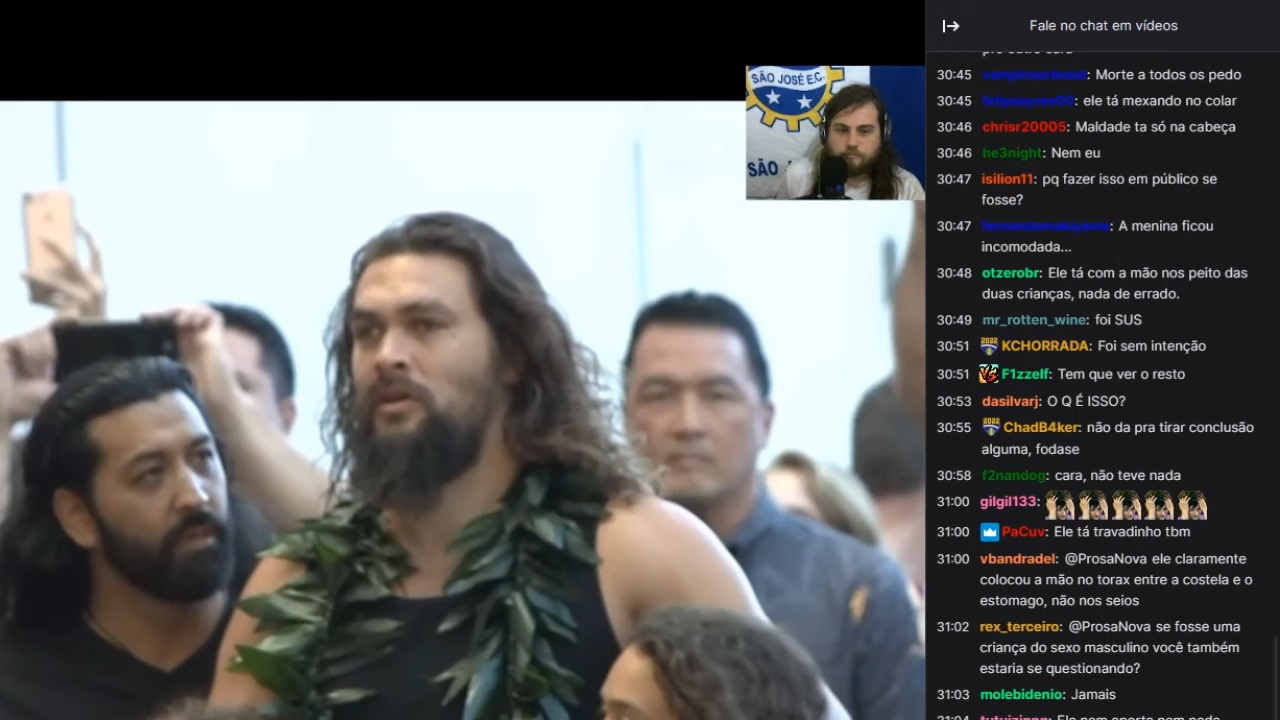 Fale no chat em vídeos
SÃO JOSÉ E.C.
SÃO
30:45 : Morte a todos os pedo
30:45 : ele tá mexando no colar
30:46 chrisr20005: Maldade ta só na cabeça
30:46 he3night: Nem eu
30:47 isilion11: pq fazer isso em público se
fosse?
30:47 : A menina ficou
incomodada...
30:48 otzerobr: Ele tá com a mão nos peito das
duas crianças, nada de errado.
30:49 mr_rotten_wine: foi SUS
30:51 KCHORRADA: Foi sem intenção
30:51 F1zzelf: Tem que ver o resto
30:53 dasilvarj: O Q É ISSO?
30:55 ChadB4ker: não da pra tirar conclusão
alguma, fodase
30:58 f2nandog: cara, não teve nada
31:00 gilgil133:
31:00 PaCuv: Ele tá travadinho tbm
31:00 vbandradel: @ProsaNova ele claramente
colocou a mão no torax entre a costela e o
estomago, não nos seios
31:02 rex_terceiro: @ProsaNova se fosse uma
criança do sexo masculino você também
estaria se questionando?
31:03 molebidenio: Jamais